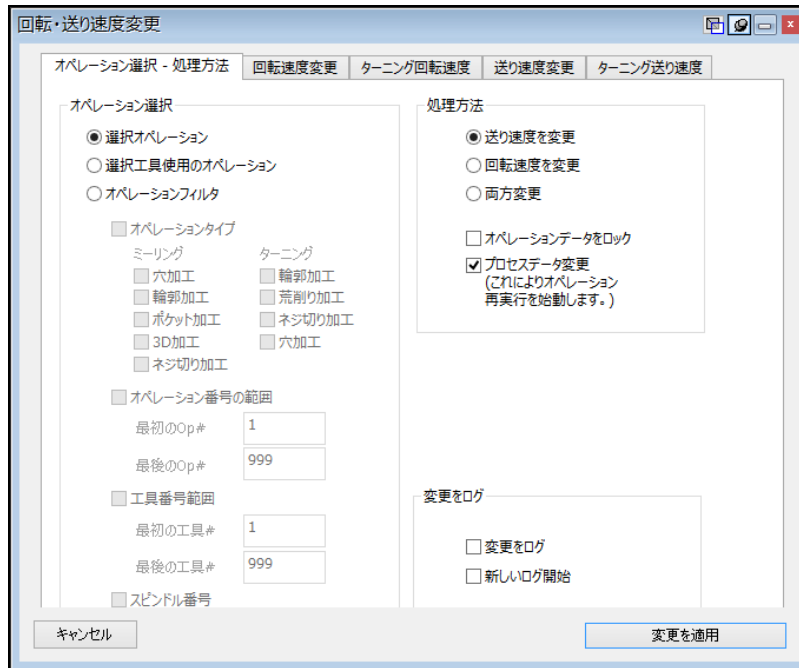 回転・送り速度変更
オペレーション選択 - 処理方法 回転速度変更 ターニング回転速度 送り速度変更 ターニング送り速度
オペレーション選択
選択オペレーション
選択工具使用のオペレーション
オペレーションフィルタ
オペレーションタイプ
ミーリング ターニング
穴加工 輪郭加工
輪郭加工 荒削り加工
ポケット加工 ネジ切り加工
3D加工 穴加工
ネジ切り加工
オペレーション番号の範囲
最初のOp# 1
最後のOp# 999
工具番号範囲
最初の工具# 1
最後の工具# 999
スピンドル番号
処理方法
送り速度を変更
回転速度を変更
両方変更
オペレーションデータをロック
プロセスデータ変更
(これによりオペレーション
再実行を始動します。)
変更をログ
変更をログ
新しいログ開始
キャンセル 変更を適用